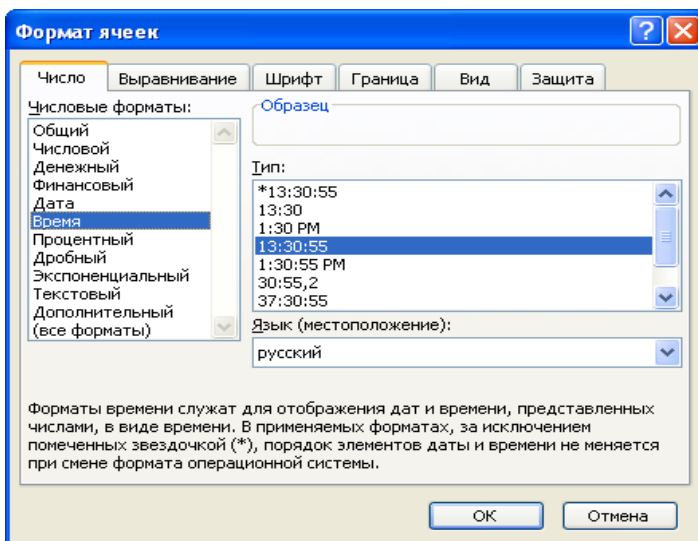 Формат ячеек
Число
Выравнивание
Шрифт
Граница
Вид
Защита
Числовые форматы:
Общий
Числовой
Денежный
Финансовый
Дата
Время
Процентный
Дробный
Экспоненциальный
Текстовый
Дополнительный
(все форматы)
Образец
Тип:
*13:30:55
13:30
1:30 PM
13:30:55
1:30:55 PM
30:55,2
37:30:55
Язык (местоположение):
русский
Форматы времени служат для отображения дат и времени, представленных
числами, в виде времени. В применяемых форматах, за исключением
помеченных звездочкой (*), порядок элементов даты и времени не меняется
при смене формата операционной системы.
ОК
Отмена